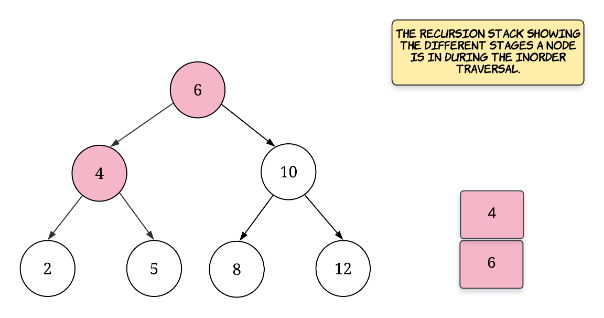 THE RECURSION STACK SHOWING
THE DIFFERENT STAGES A NODE
IS IN DURING THE INORDER
TRAVERSAL.
6
4
10
2
5
8
12
4
6